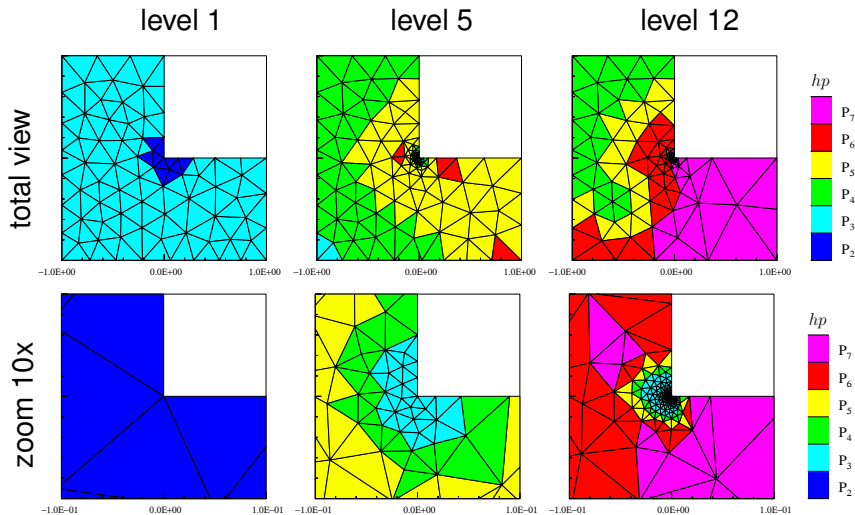 level 1
level 5
level 12
total view
hp
P7
P6
P5
P4
P3
P2
−1.0E+00
0.0E+00
1.0E+00
−1.0E+00
0.0E+00
1.0E+00
−1.0E+00
0.0E+00
1.0E+00
zoom 10x
hp
P7
P6
P5
P4
P3
P2
−1.0E−01
0.0E+00
1.0E−01
−1.0E−01
0.0E+00
1.0E−01
−1.0E−01
0.0E+00
1.0E−01